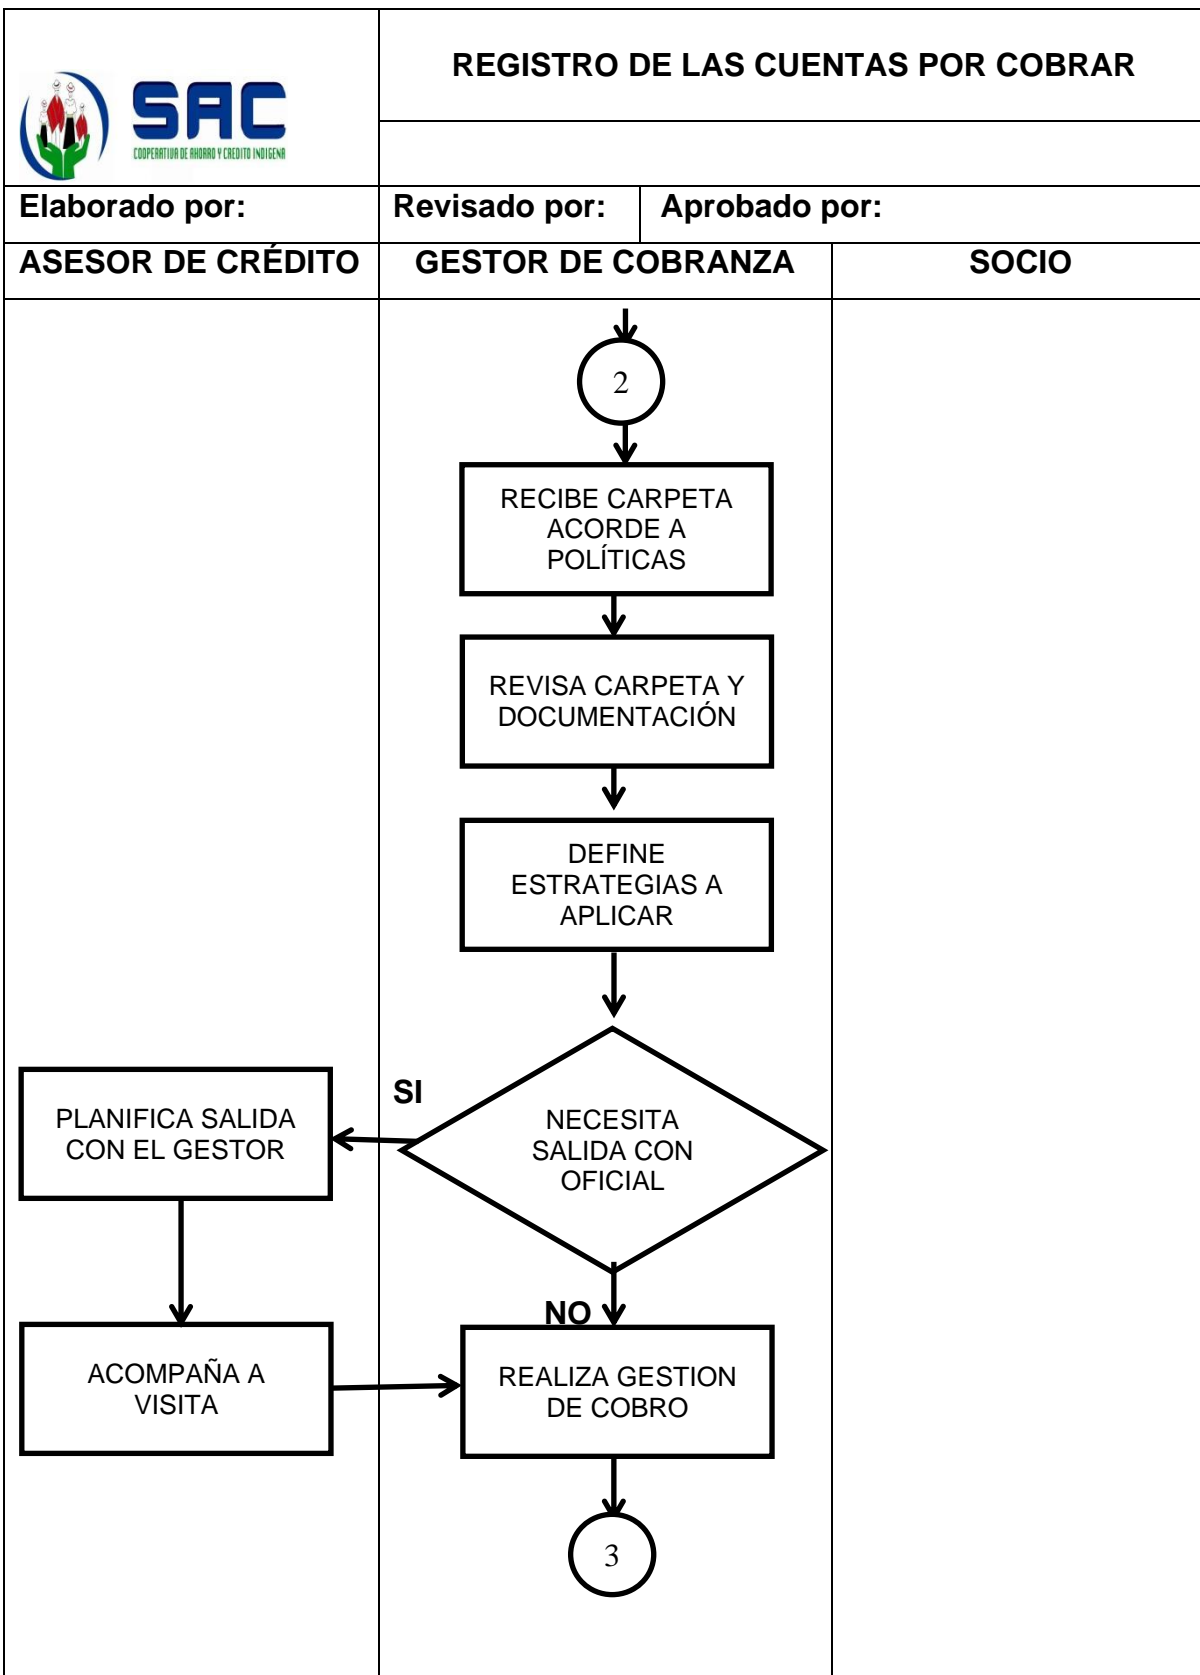 REGISTRO DE LAS CUENTAS POR COBRAR
SAC
COOPERATIVA DE AHORRO Y CREDITO INDIGENA
Elaborado por:
Revisado por:
Aprobado por:
ASESOR DE CRÉDITO
GESTOR DE COBRANZA
SOCIO
2
RECIBE CARPETA
ACORDE A
POLÍTICAS
REVISA CARPETA Y
DOCUMENTACIÓN
DEFINE
ESTRATEGIAS A
APLICAR
SI
NECESITA
SALIDA CON
OFICIAL
PLANIFICA SALIDA
CON EL GESTOR
NO
ACOMPAÑA A
VISITA
REALIZA GESTION
DE COBRO
3